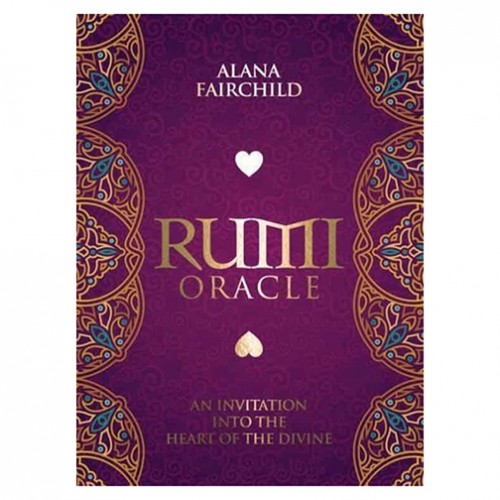 ALANA
FAIRCHILD
RUMI
ORACLE
AN INVITATION
INTO THE
HEART OF THE DIVINE